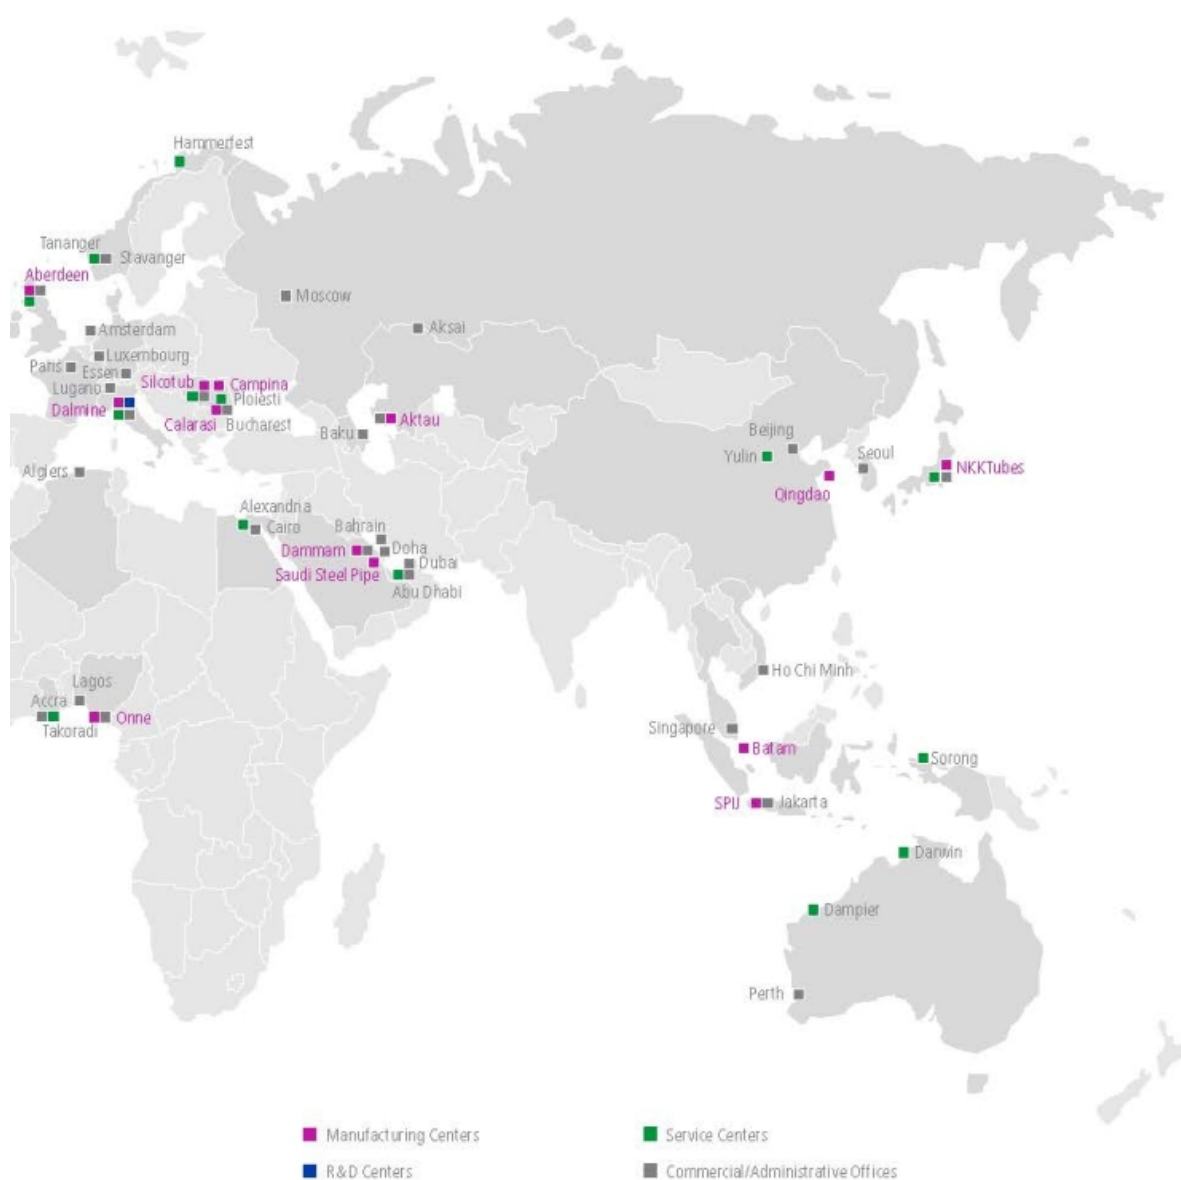 Hammerfest
Tananger
Stavanger
Aberdeen
Moscow
Amsterdam
Aksai
Luxembourg
Paris
Essen
Silcotub
Campina
Lugano
Ploiesti
Dalmine
Calarasi
Bucharest
Aktau
Baku
Beijing
Yulin
Seoul
NKKTubes
Algiers
Qingdao
Alexandria
Cairo
Bahrain
Dammam
Doha
Dubai
Saudi Steel Pipe
Abu Dhabi
Ho Chi Minh
Lagos
Accra
Onne
Takoradi
Singapore
Batam
Sorong
SPIJ
Jakarta
Darwin
Dampier
Perth
Manufacturing Centers
Service Centers
R&D Centers
Commercial/Administrative Offices